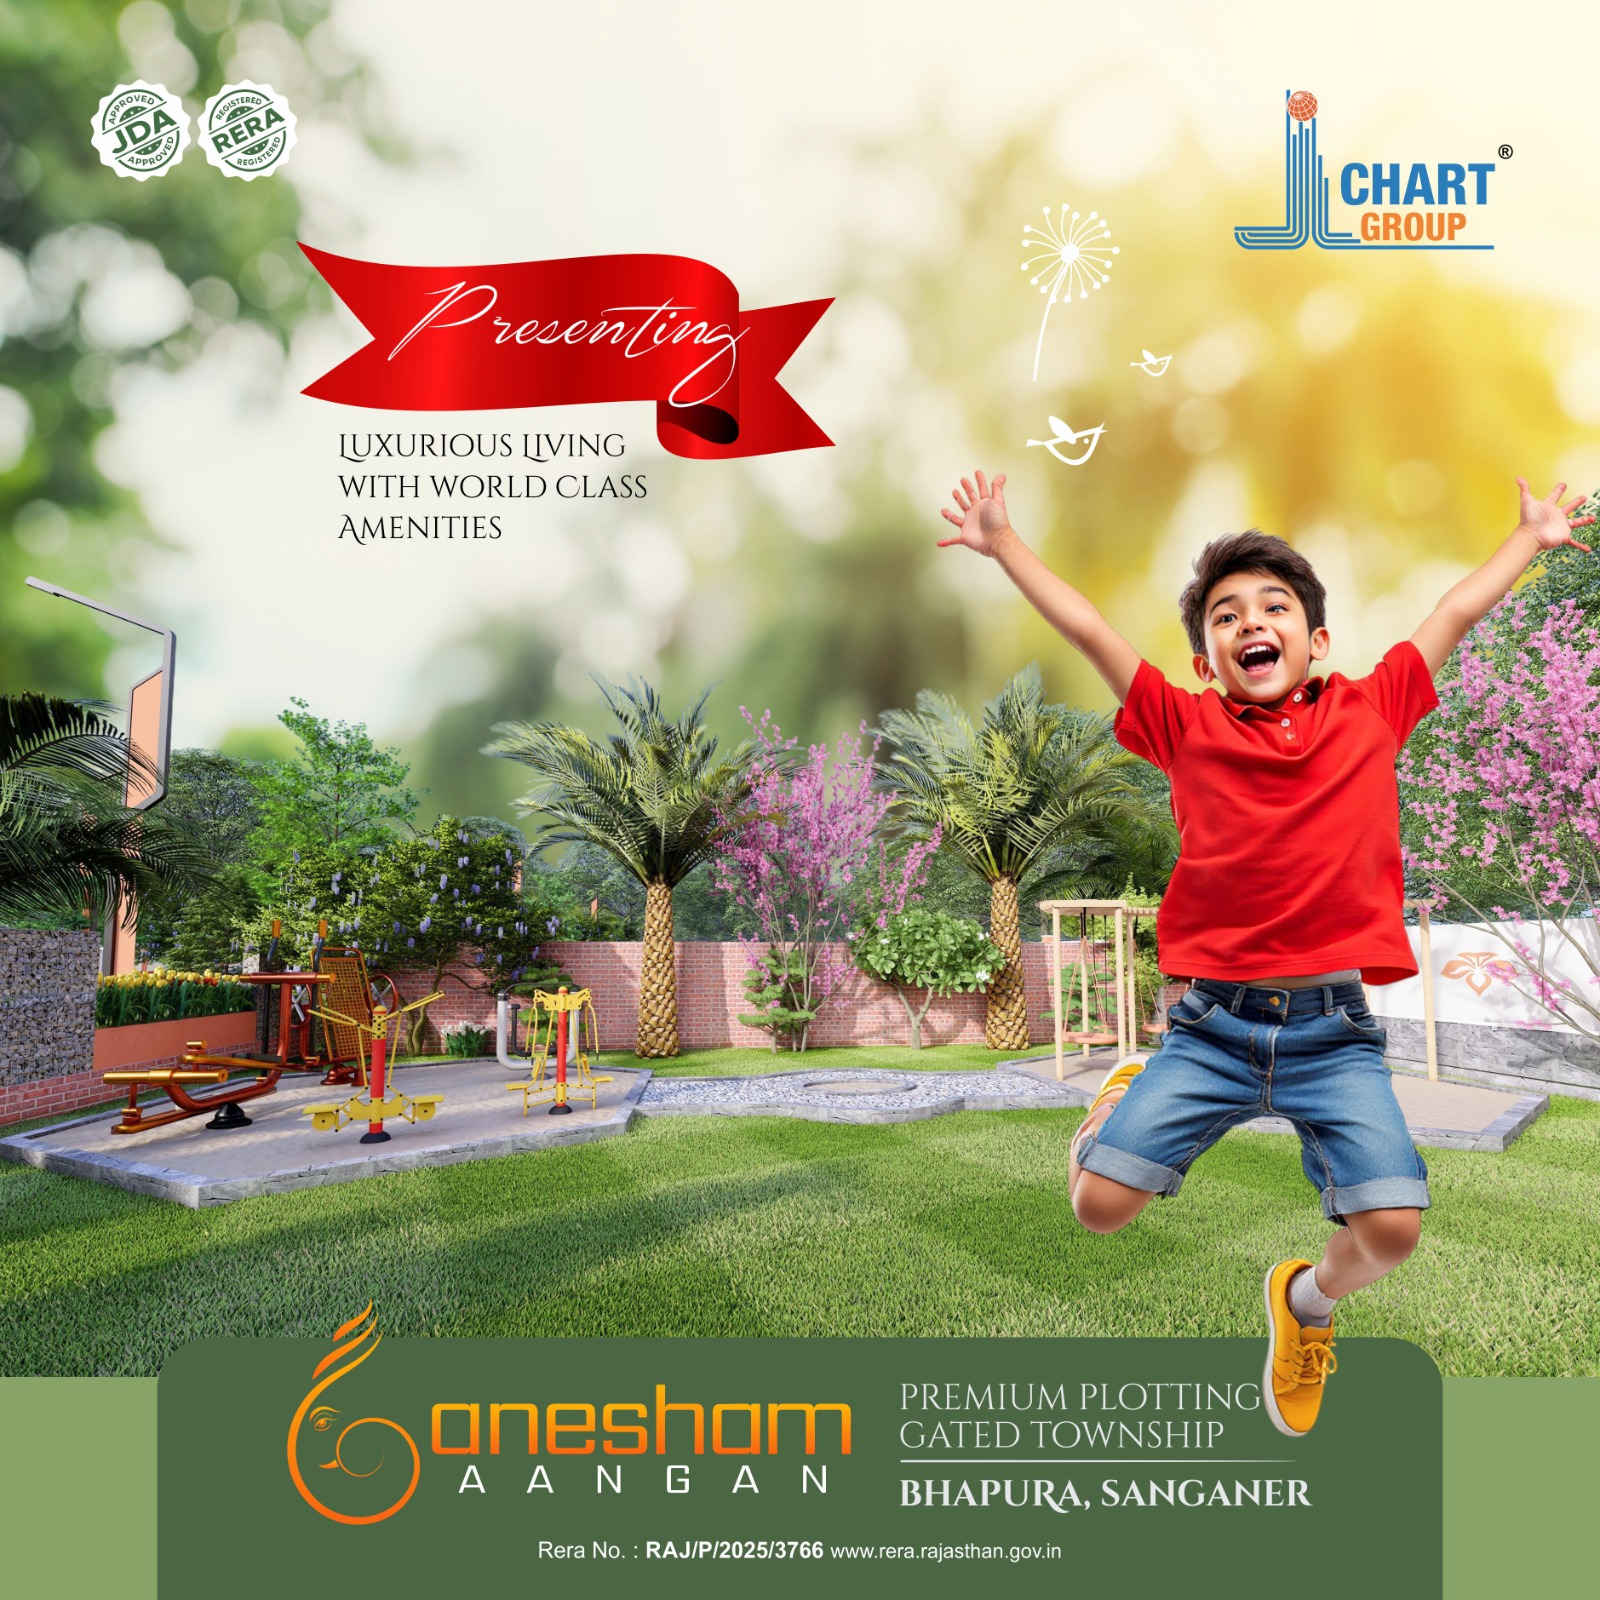 APPROVED
JDA
APPROVED
REGISTERED
RERA
REGISTERED
CHART®
GROUP
Presenting
LUXURIOUS LIVING
WITH WORLD CLASS
AMENITIES
anesham
AANGAN
PREMIUM PLOTTING
GATED TOWNSHIP
BHAPURA, SANGANER
Rera No. : RAJ/P/2025/3766 www.rera.rajasthan.gov.in